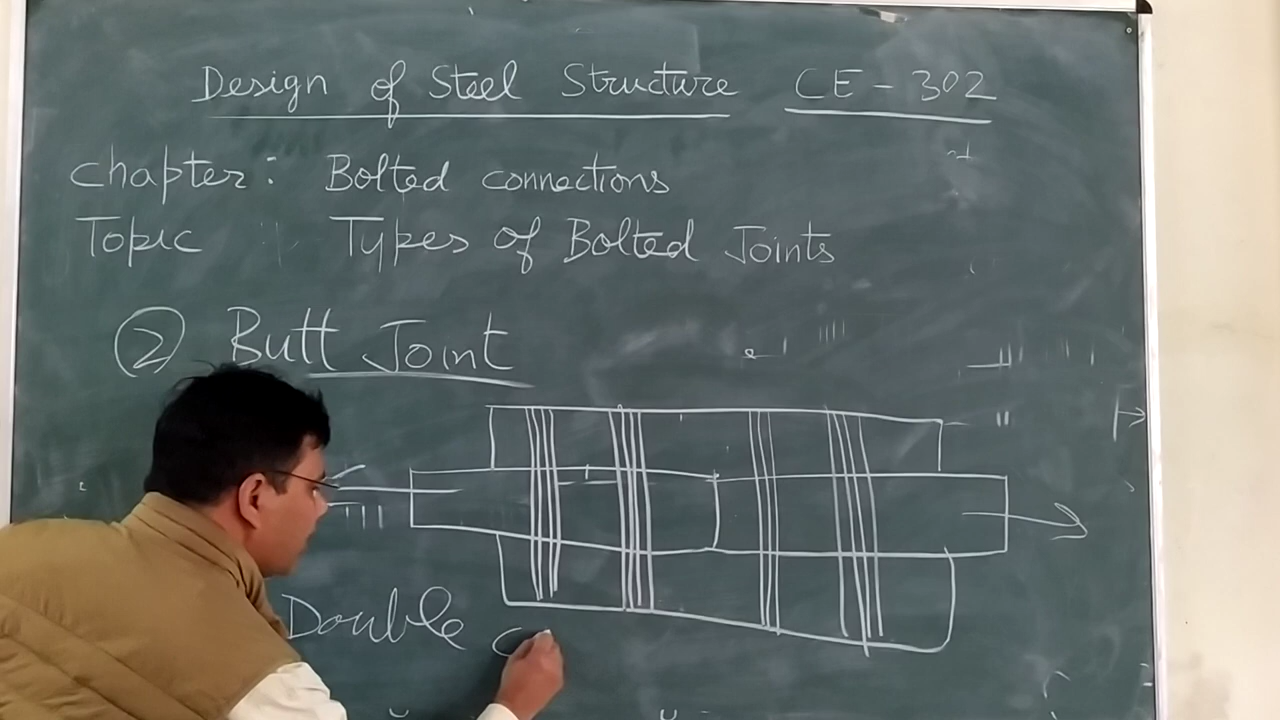 Design of Steel Structure CE-302
chapter: Bolted connections
Topic : Types of Bolted Joints
② Butt Joint
Double c